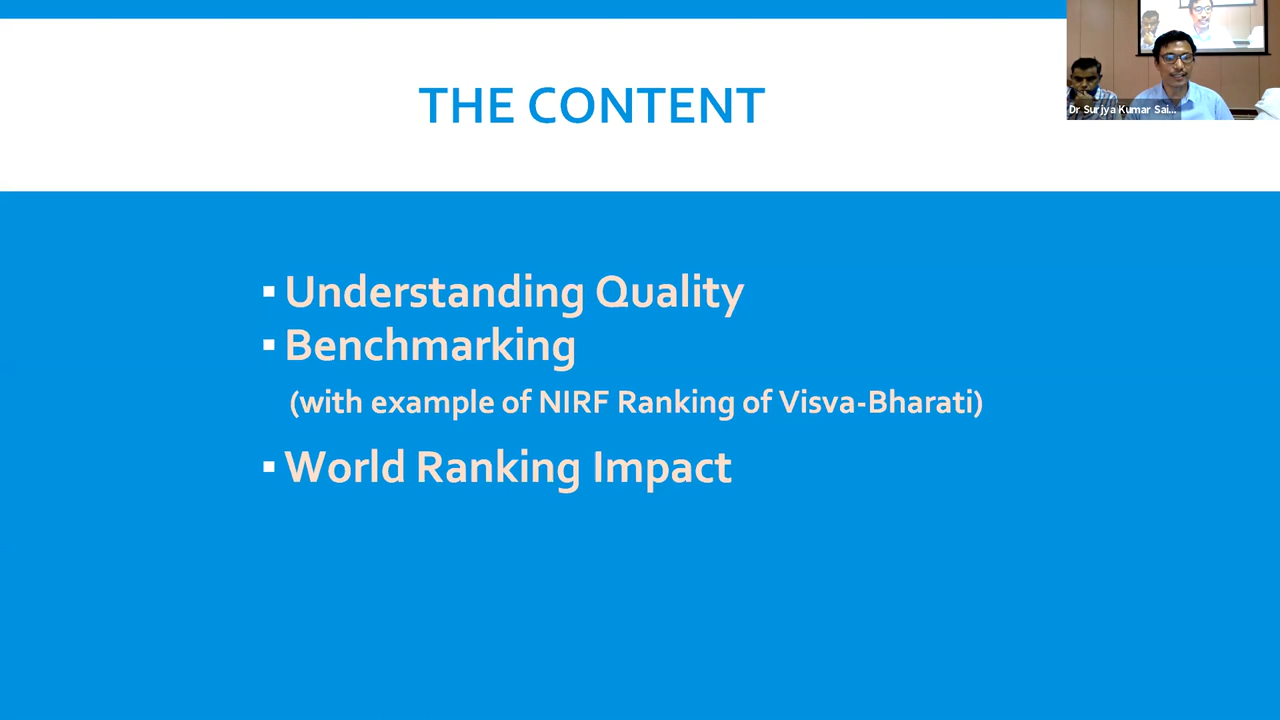 THE CONTENT
Dr Surjya Kumar Sai...
▪ Understanding Quality
▪ Benchmarking
(with example of NIRF Ranking of Visva-Bharati)
▪ World Ranking Impact